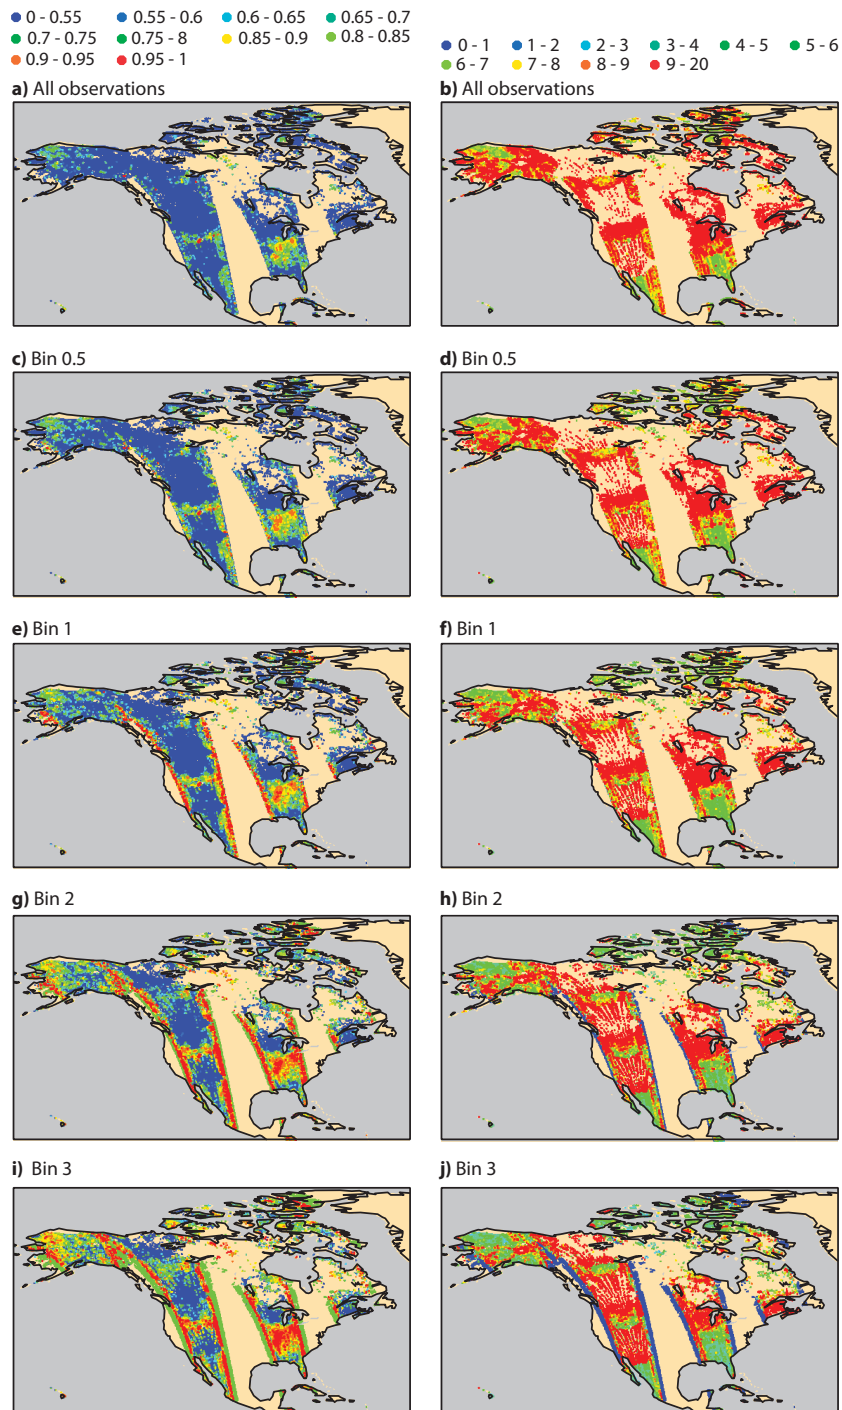 0 - 0.55 0.55 - 0.6 0.6 - 0.65 0.65 - 0.7
0.7 - 0.75 0.75 - 8 0.85 - 0.9 0.8 - 0.85
0.9 - 0.95 0.95 - 1
0 - 1 1 - 2 2 - 3 3 - 4 4 - 5 5 - 6
6 - 7 7 - 8 8 - 9 9 - 20
a) All observations
b) All observations
c) Bin 0.5
d) Bin 0.5
e) Bin 1
f) Bin 1
g) Bin 2
h) Bin 2
i) Bin 3
j) Bin 3